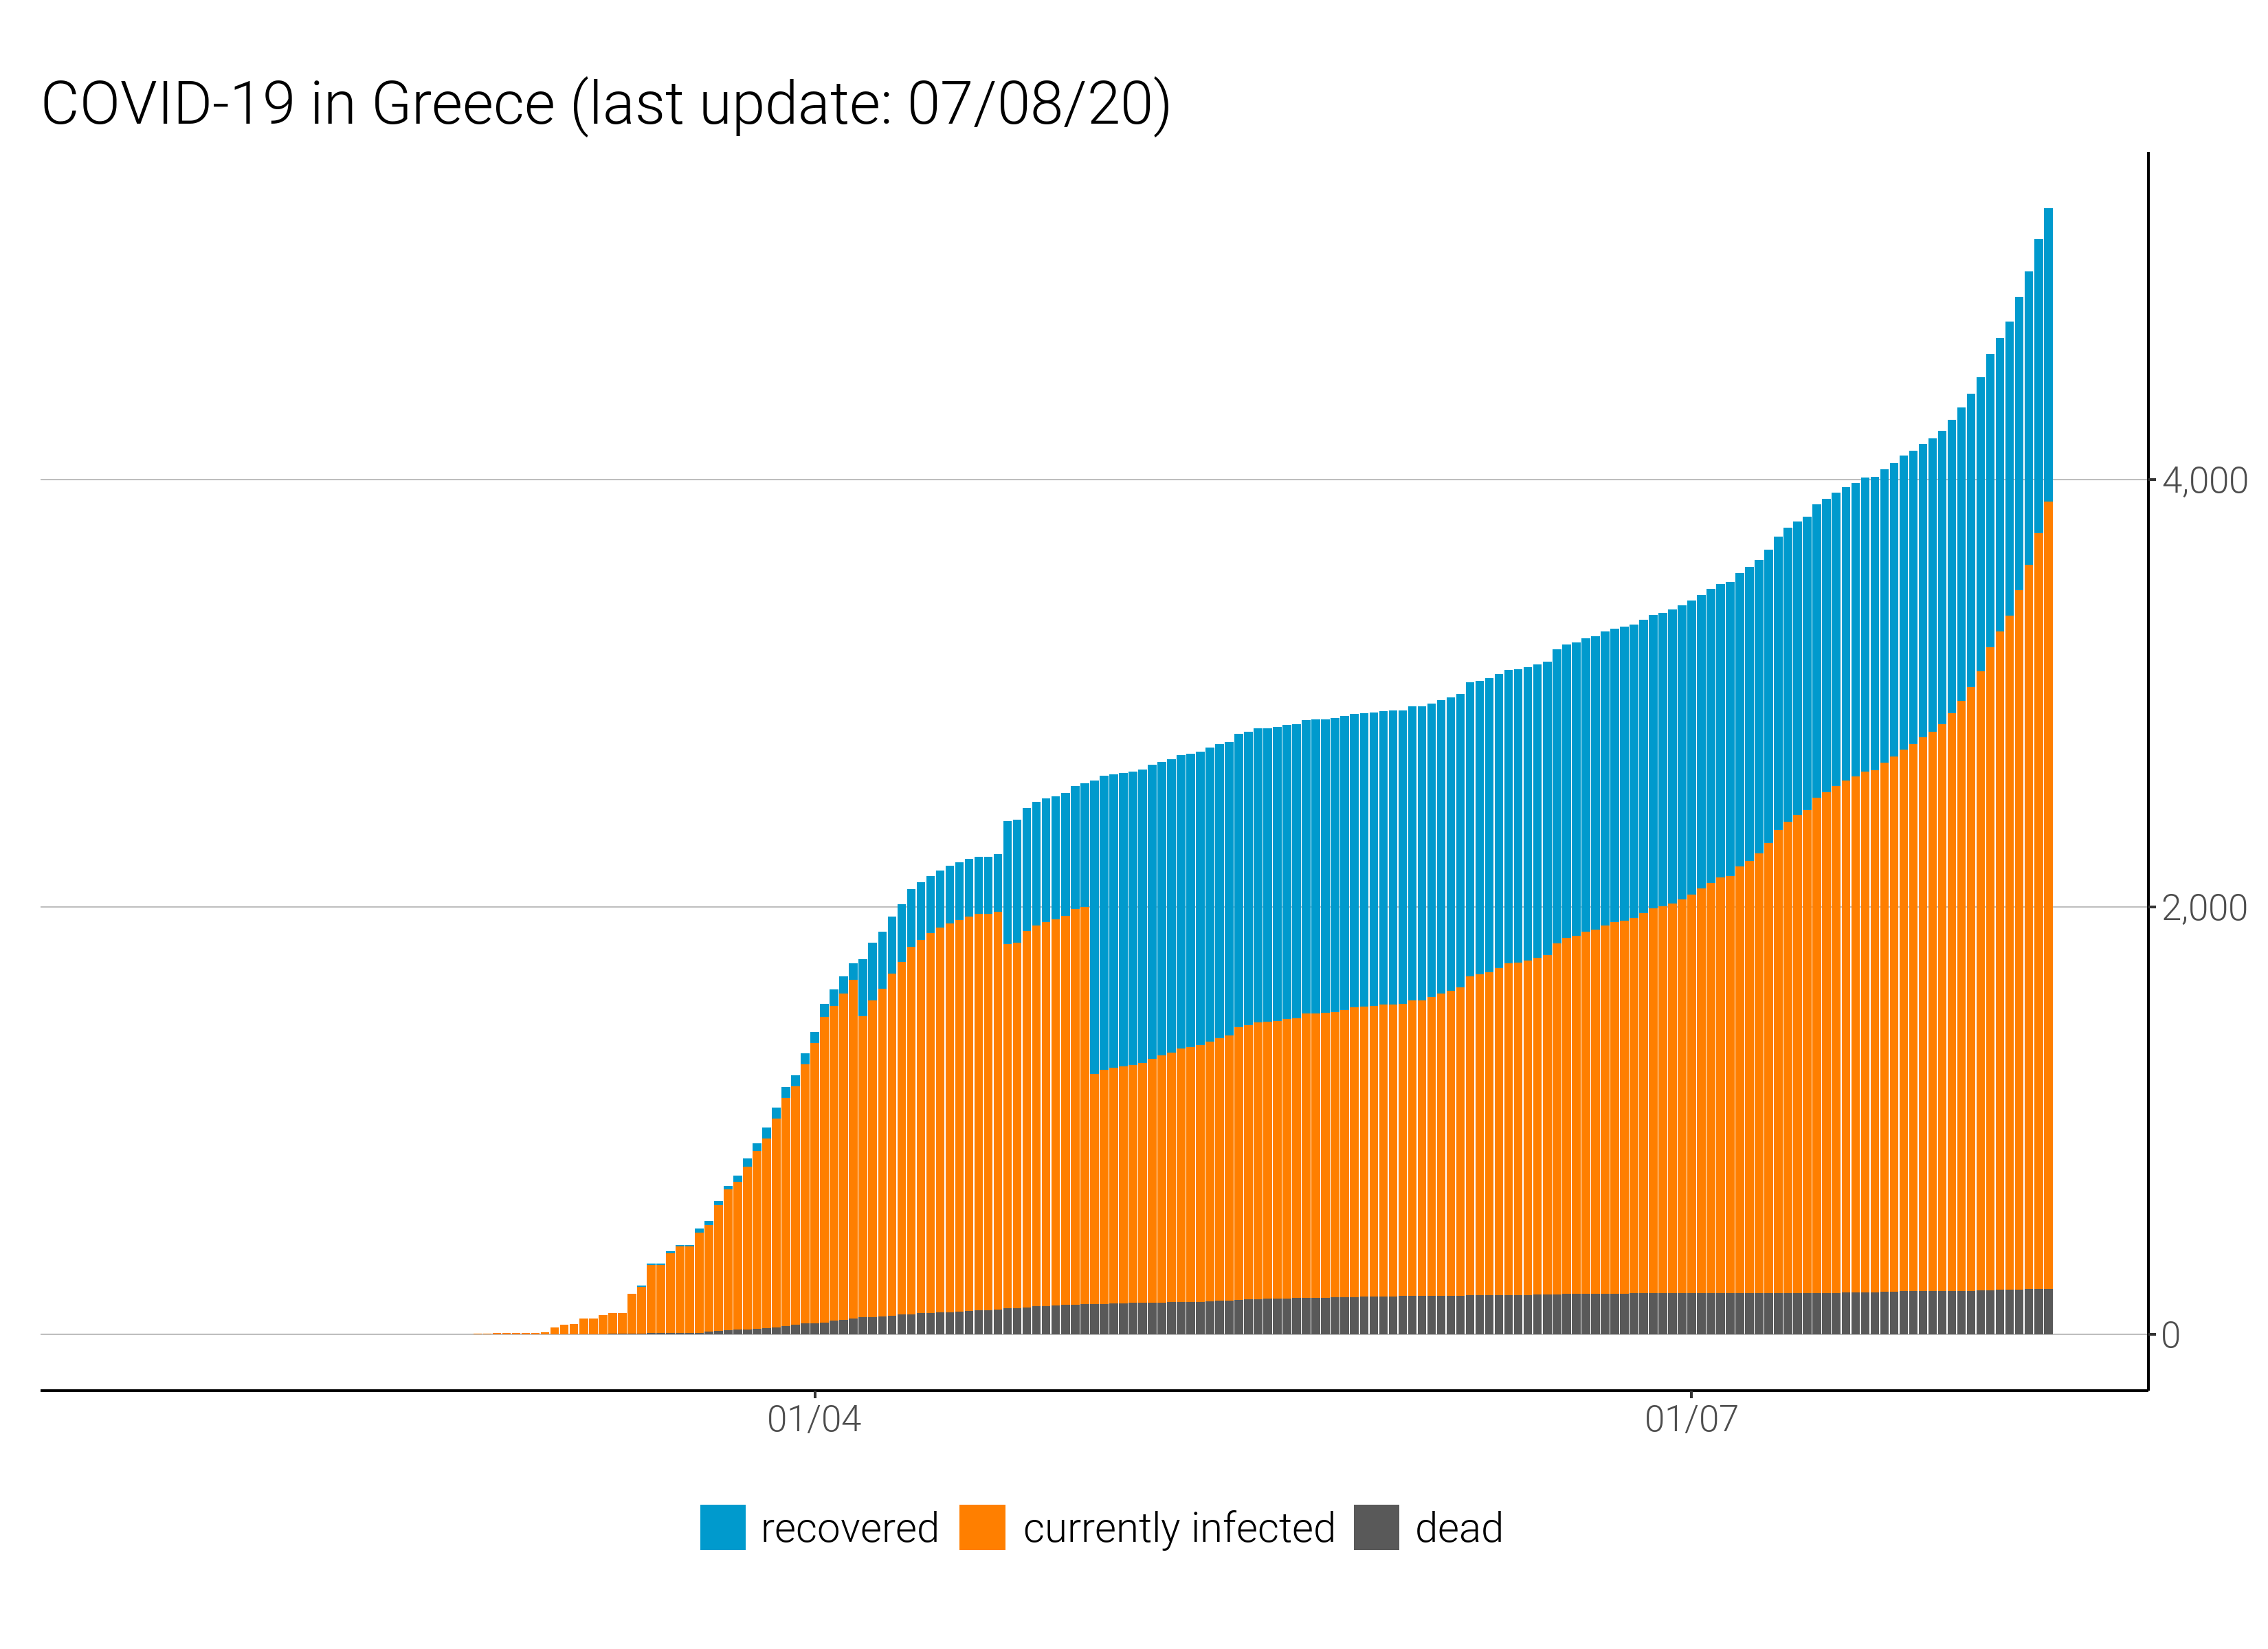 COVID-19 in Greece (last update: 07/08/20)
4,000
2,000
0
01/04 01/07
recovered currently infected dead